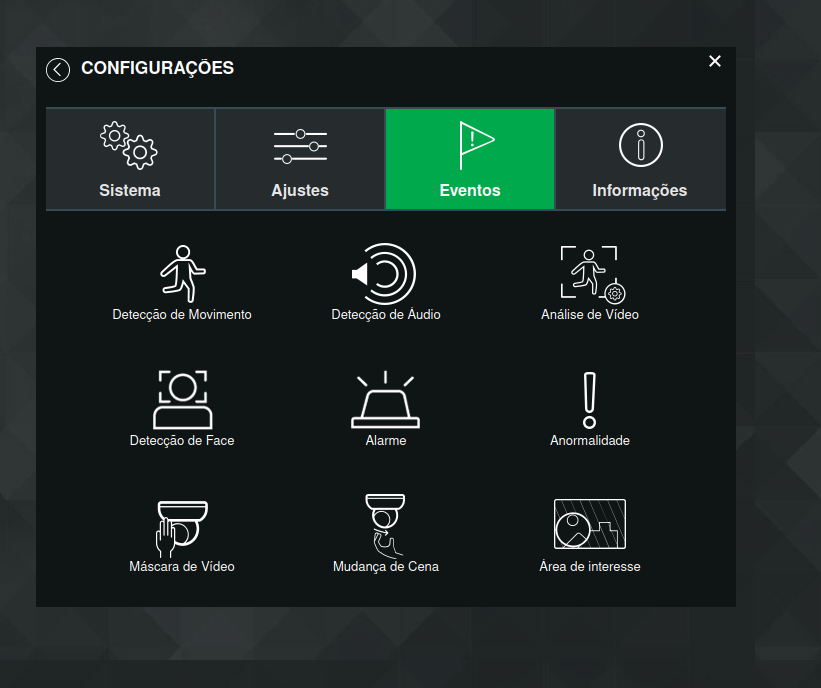 CONFIGURAÇÕES
Sistema
Ajustes
Eventos
Informações
Detecção de Movimento
Detecção de Áudio
Análise de Vídeo
Detecção de Face
Alarme
Anormalidade
Máscara de Vídeo
Mudança de Cena
Área de interesse